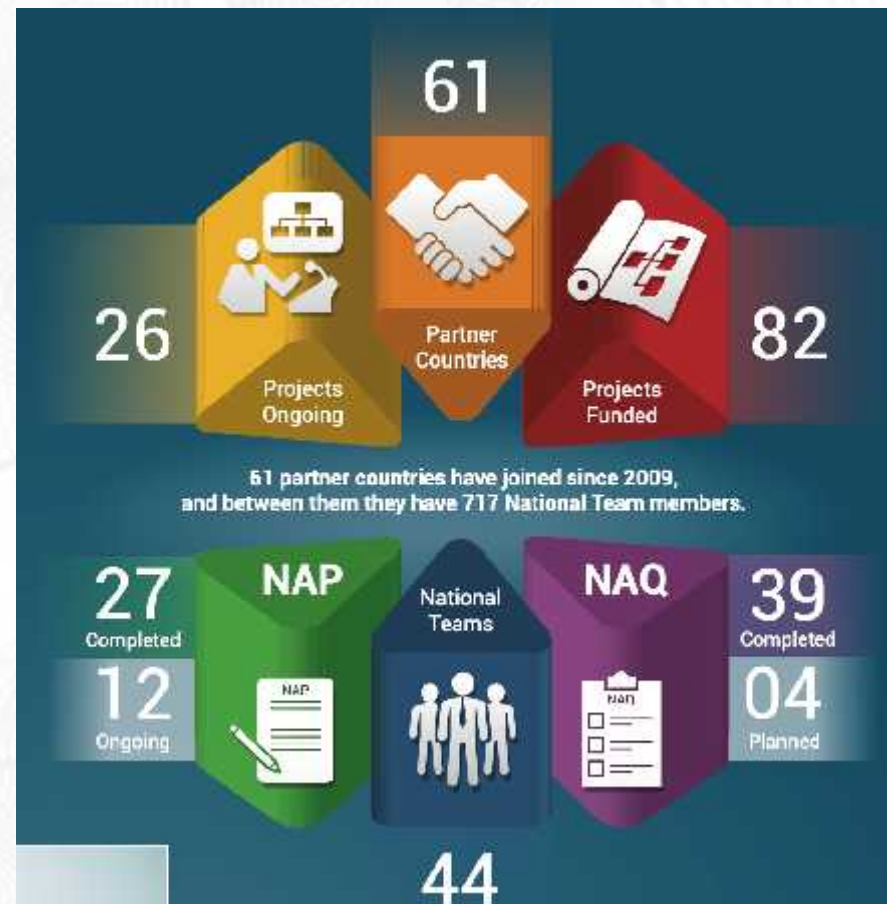 61
26
Projects
Ongoing
Partner
Countries
Projects
Funded
82
61 partner countries have joined since 2009,
and between them they have 717 National Team members.
27
Completed
12
Ongoing
NAP
NAP
National
Teams
NAQ
NAQ
39
Completed
04
Planned
44